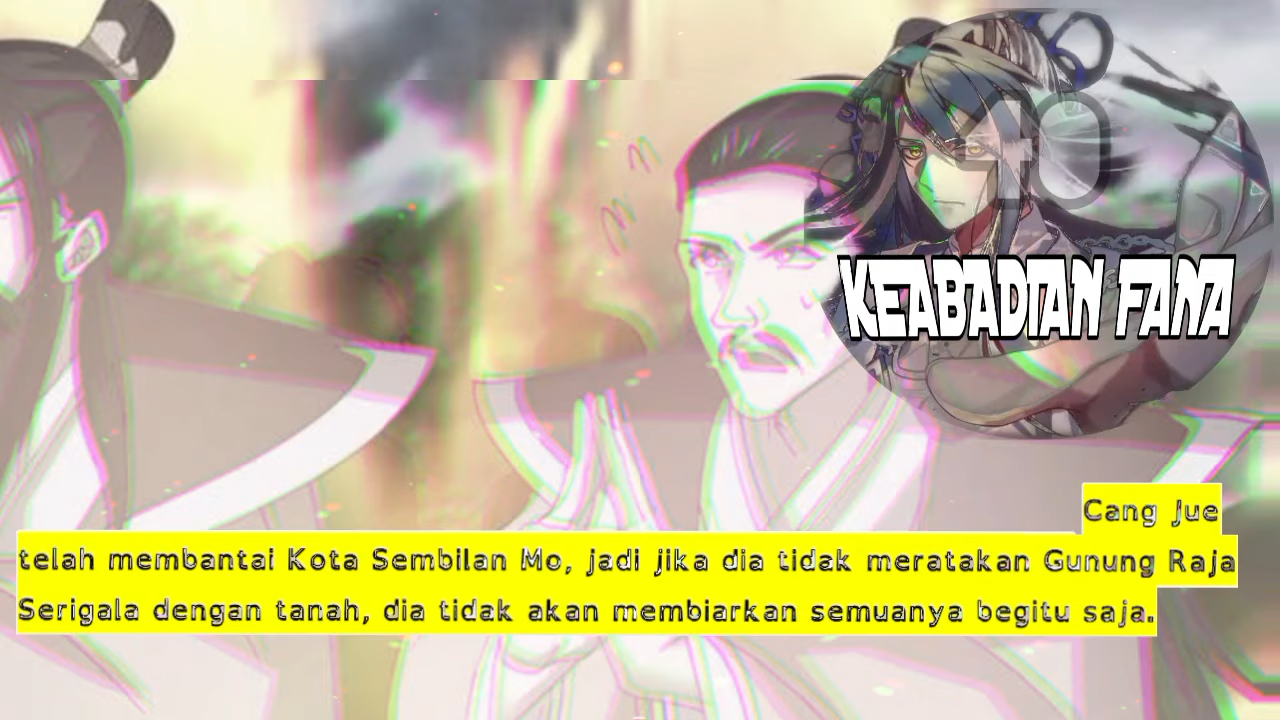 KEABADIAN FANA
Cang Jue
telah membantai Kota Sembilan Mo, jadi jika dia tidak meratakan Gunung Raja
Serigala dengan tanah, dia tidak akan membiarkan semuanya begitu saja.